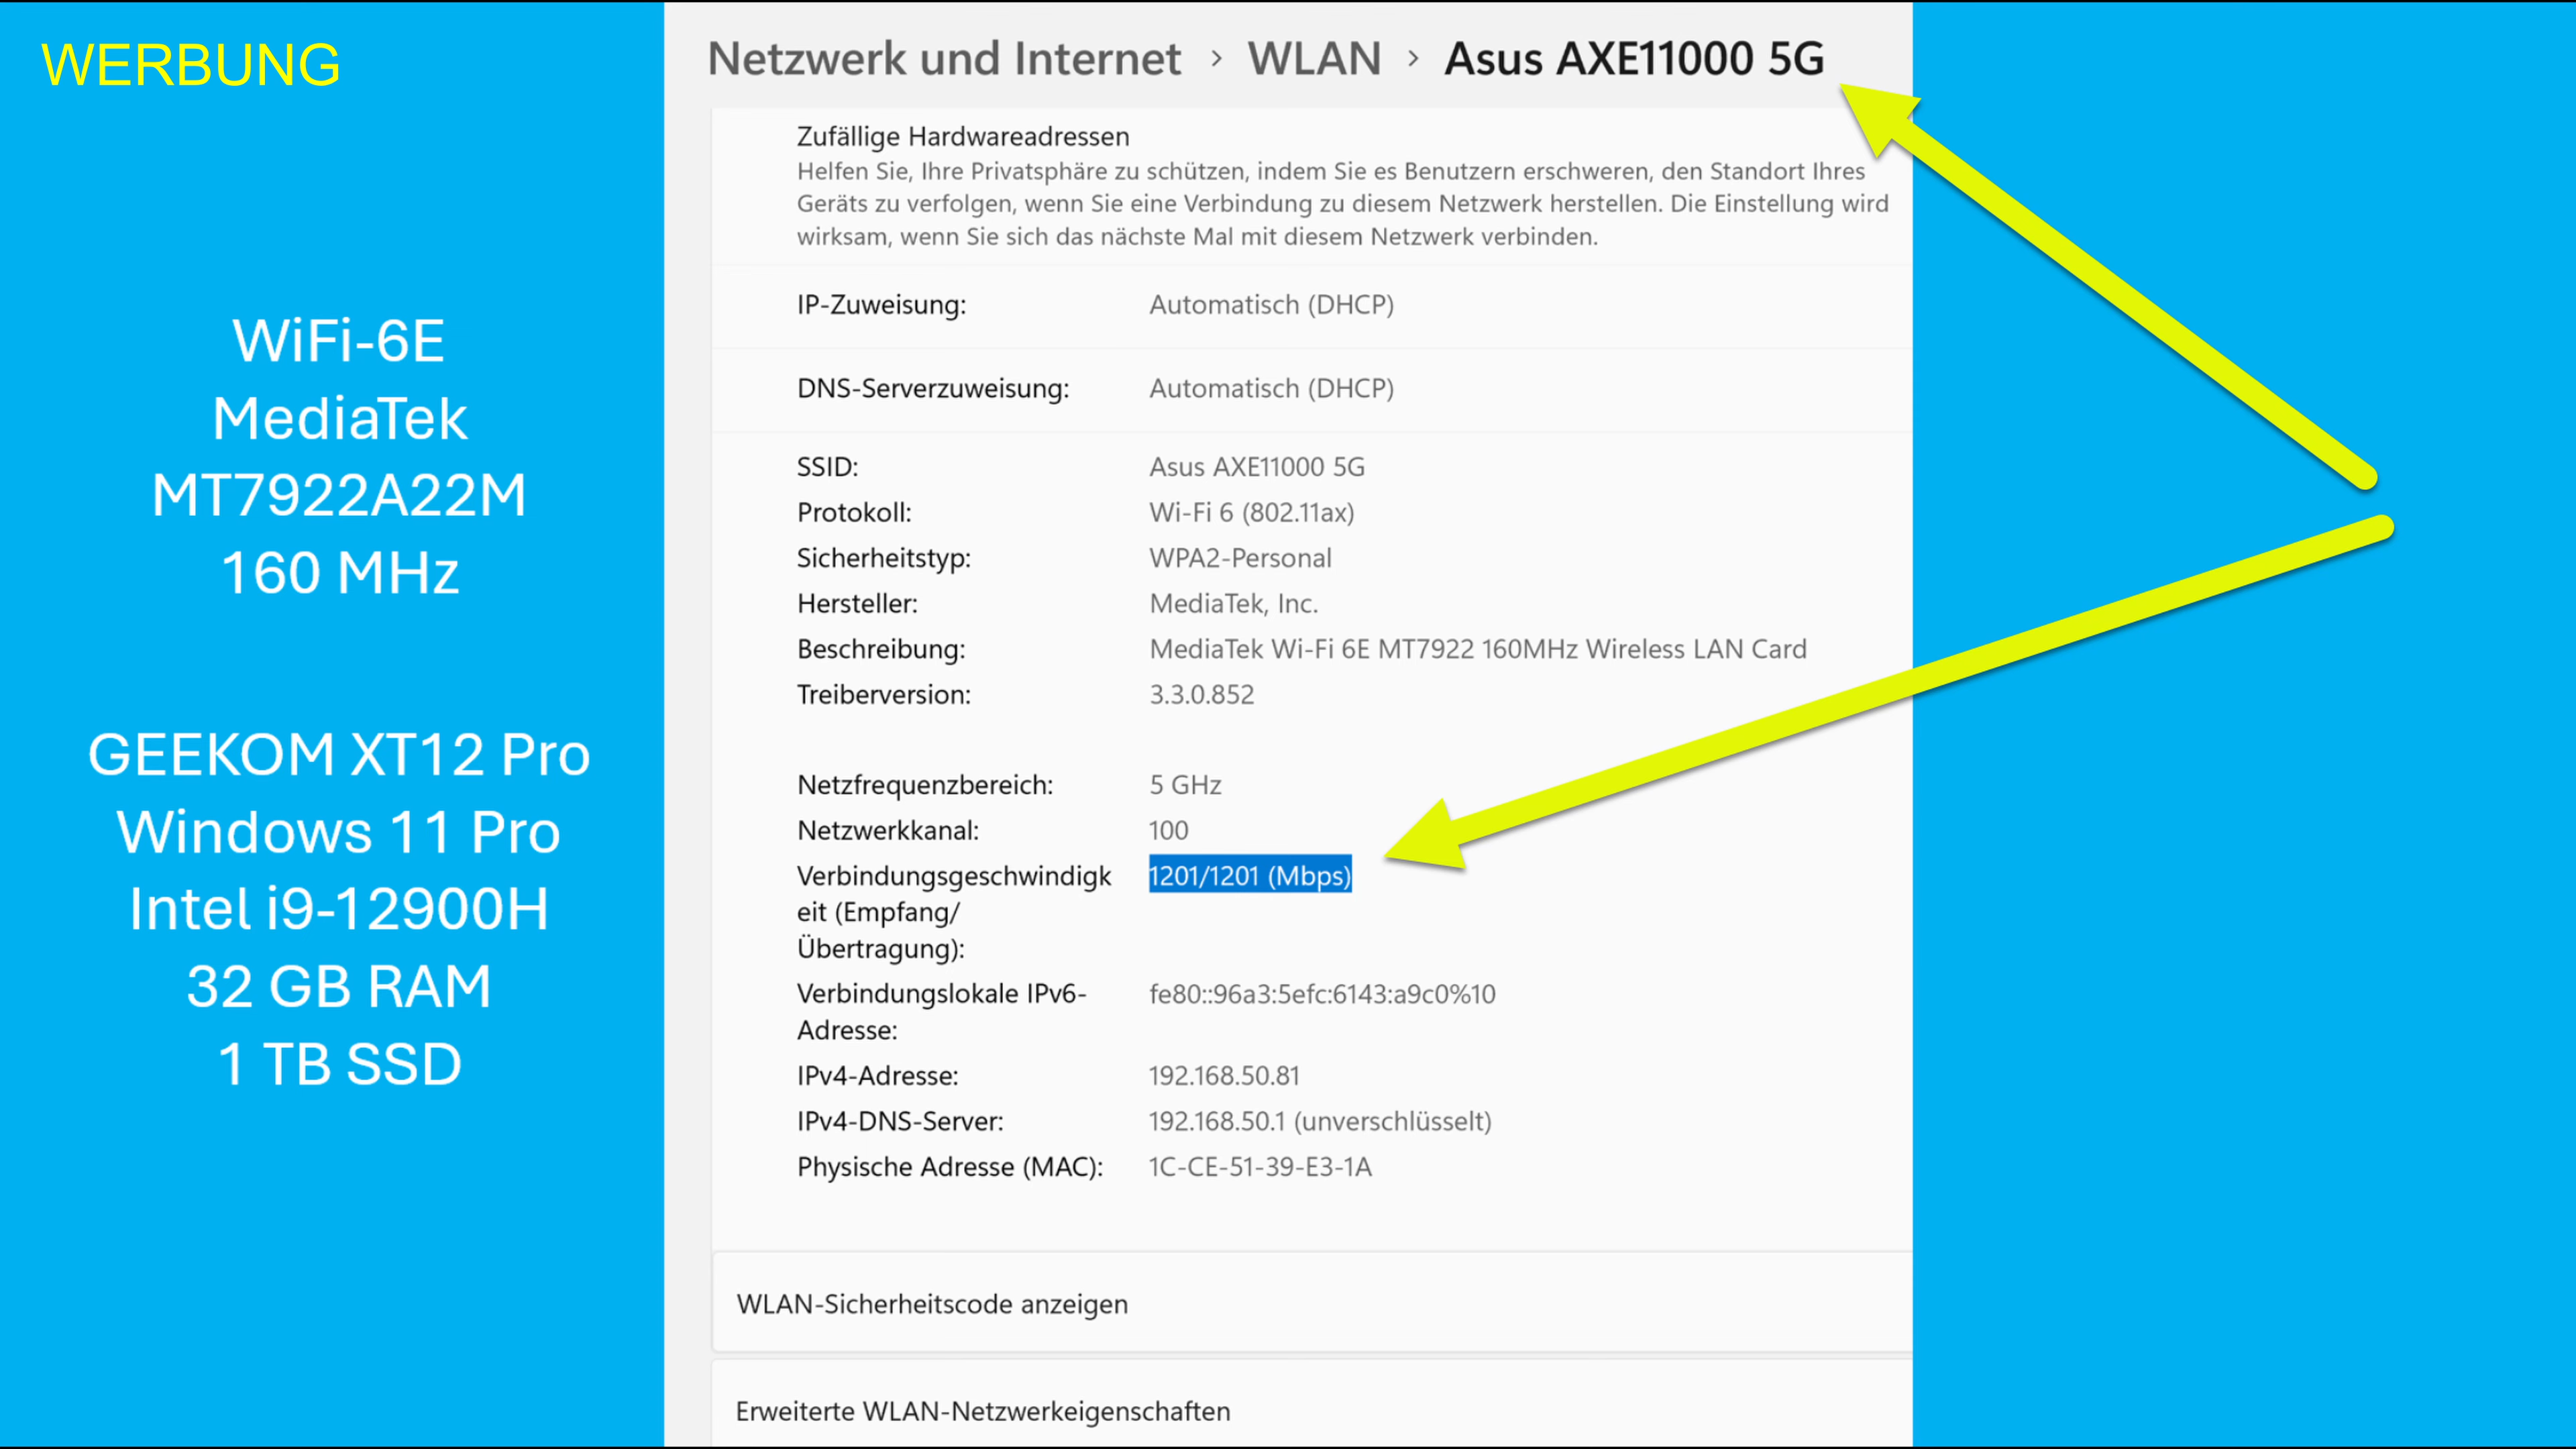 WERBUNG
WiFi-6E
MediaTek
MT7922A22M
160 MHz
GEEKOM XT12 Pro
Windows 11 Pro
Intel i9-12900H
32 GB RAM
1 TB SSD
Netzwerk und Internet > WLAN > Asus AXE11000 5G
Zufällige Hardwareadressen
Helfen Sie, Ihre Privatsphäre zu schützen, indem Sie es Benutzern erschweren, den Standort Ihres
Geräts zu verfolgen, wenn Sie eine Verbindung zu diesem Netzwerk herstellen. Die Einstellung wird
wirksam, wenn Sie sich das nächste Mal mit diesem Netzwerk verbinden.
IP-Zuweisung: Automatisch (DHCP)
DNS-Serverzuweisung: Automatisch (DHCP)
SSID: Asus AXE11000 5G
Protokoll: Wi-Fi 6 (802.11ax)
Sicherheitstyp: WPA2-Personal
Hersteller: MediaTek, Inc.
Beschreibung: MediaTek Wi-Fi 6E MT7922 160MHz Wireless LAN Card
Treiberversion: 3.3.0.852
Netzfrequenzbereich: 5 GHz
Netzwerkkanal: 100
Verbindungsgeschwindigk 1201/1201 (Mbps)
eit (Empfang/
Übertragung):
Verbindungslokale IPv6- fe80::96a3:5efc:6143:a9c0%10
Adresse:
IPv4-Adresse: 192.168.50.81
IPv4-DNS-Server: 192.168.50.1 (unverschlüsselt)
Physische Adresse (MAC): 1C-CE-51-39-E3-1A
WLAN-Sicherheitscode anzeigen
Erweiterte WLAN-Netzwerkeigenschaften